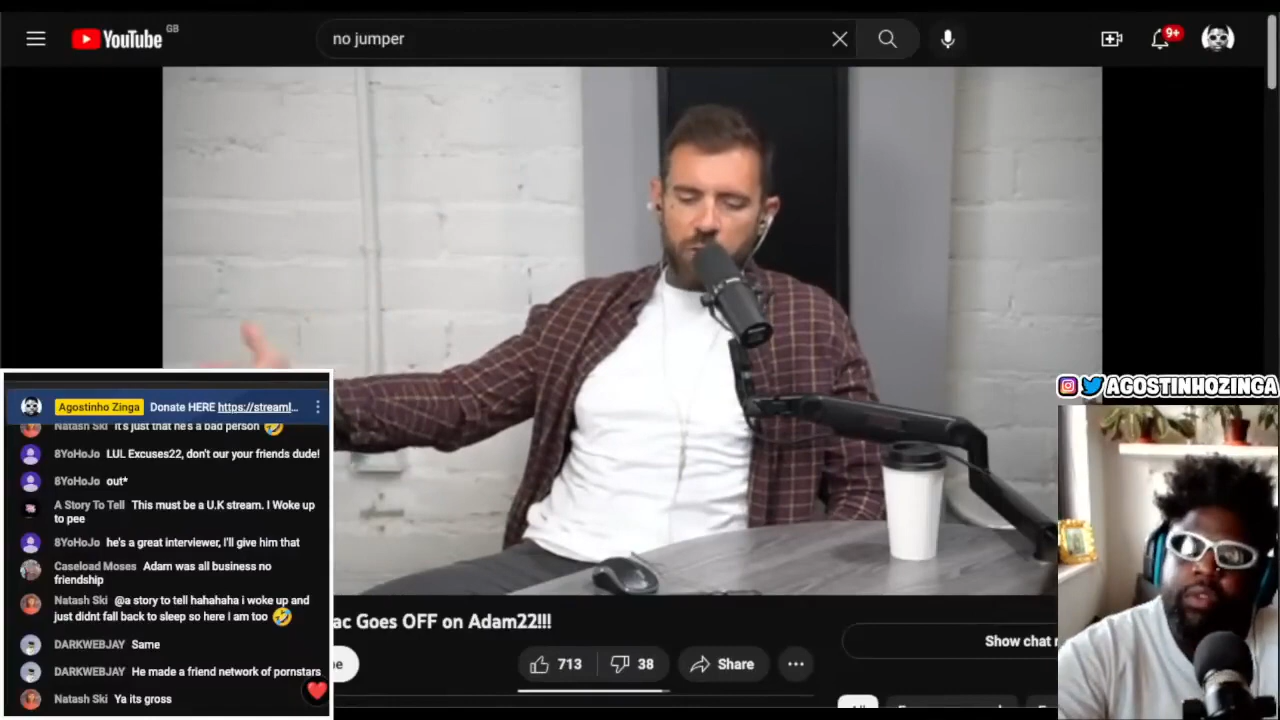 YouTube GB
no jumper
9+
AGOSTINHOZINGA
Agostinho Zinga Donate HERE https://streaml...
Natash Ski It's just that he's a bad person 🤣
8YoHoJo LUL Excuses22, don't our your friends dude!
8YoHoJo out*
A Story To Tell This must be a U.K stream. I Woke up
to pee
8YoHoJo he's a great interviewer, I'll give him that
Caseload Moses Adam was all business no
friendship
Natash Ski @a story to tell hahahaha i woke up and
just didnt fall back to sleep so here I am too 🤣
DARKWEBJAY Same
DARKWEBJAY He made a friend network of pornstars
Natash Ski Ya its gross
ac Goes OFF on Adam22!!!
Show chat
713
38
Share